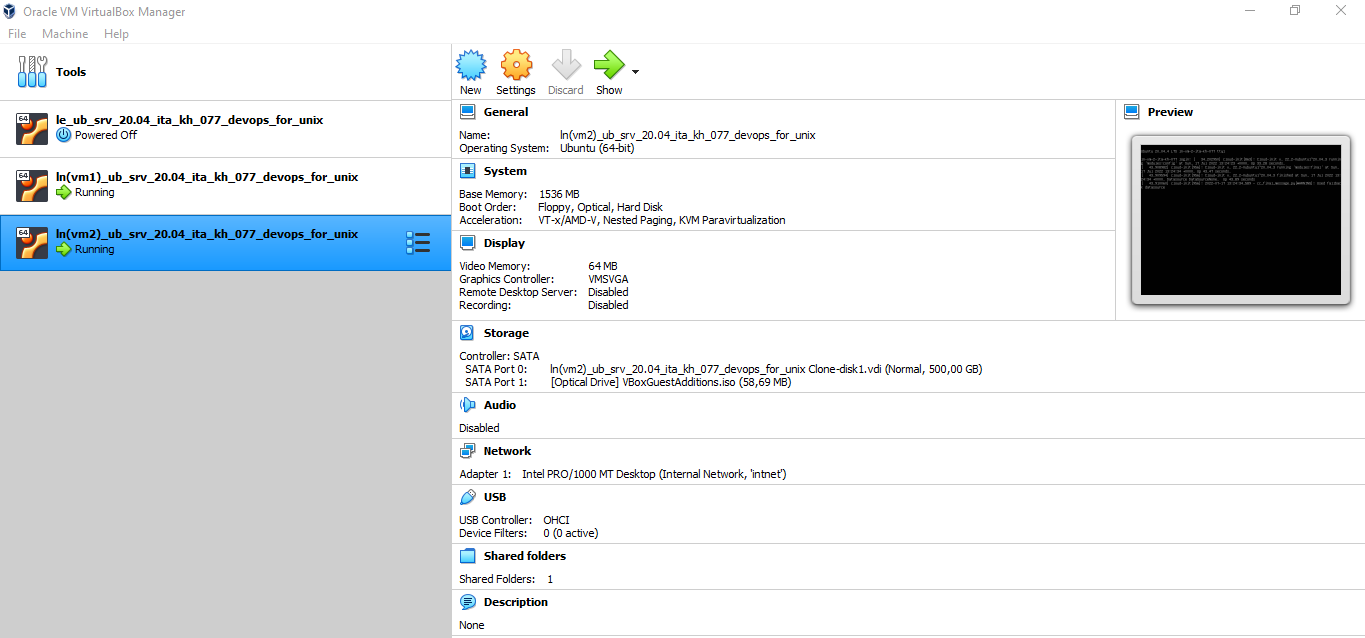 Oracle VM VirtualBox Manager
File Machine Help
Tools
64
le_ub_srv_20.04_ita_kh_077_devops_for_unix
Powered Off
64
ln(vm1)_ub_srv_20.04_ita_kh_077_devops_for_unix
Running
64
ln(vm2)_ub_srv_20.04_ita_kh_077_devops_for_unix
Running
New Settings Discard Show
General
Name: ln(vm2)_ub_srv_20.04_ita_kh_077_devops_for_unix
Operating System: Ubuntu (64-bit)
System
Base Memory: 1536 MB
Boot Order: Floppy, Optical, Hard Disk
Acceleration: VT-x/AMD-V, Nested Paging, KVM Paravirtualization
Display
Video Memory: 64 MB
Graphics Controller: VMSVGA
Remote Desktop Server: Disabled
Recording: Disabled
Storage
Controller: SATA
SATA Port 0: ln(vm2)_ub_srv_20.04_ita_kh_077_devops_for_unix Clone-disk1.vdi (Normal, 500,00 GB)
SATA Port 1: [Optical Drive] VBoxGuestAdditions.iso (58,69 MB)
Audio
Disabled
Network
Adapter 1: Intel PRO/1000 MT Desktop (Internal Network, 'intnet')
USB
USB Controller: OHCI
Device Filters: 0 (0 active)
Shared folders
Shared Folders: 1
Description
None
Preview